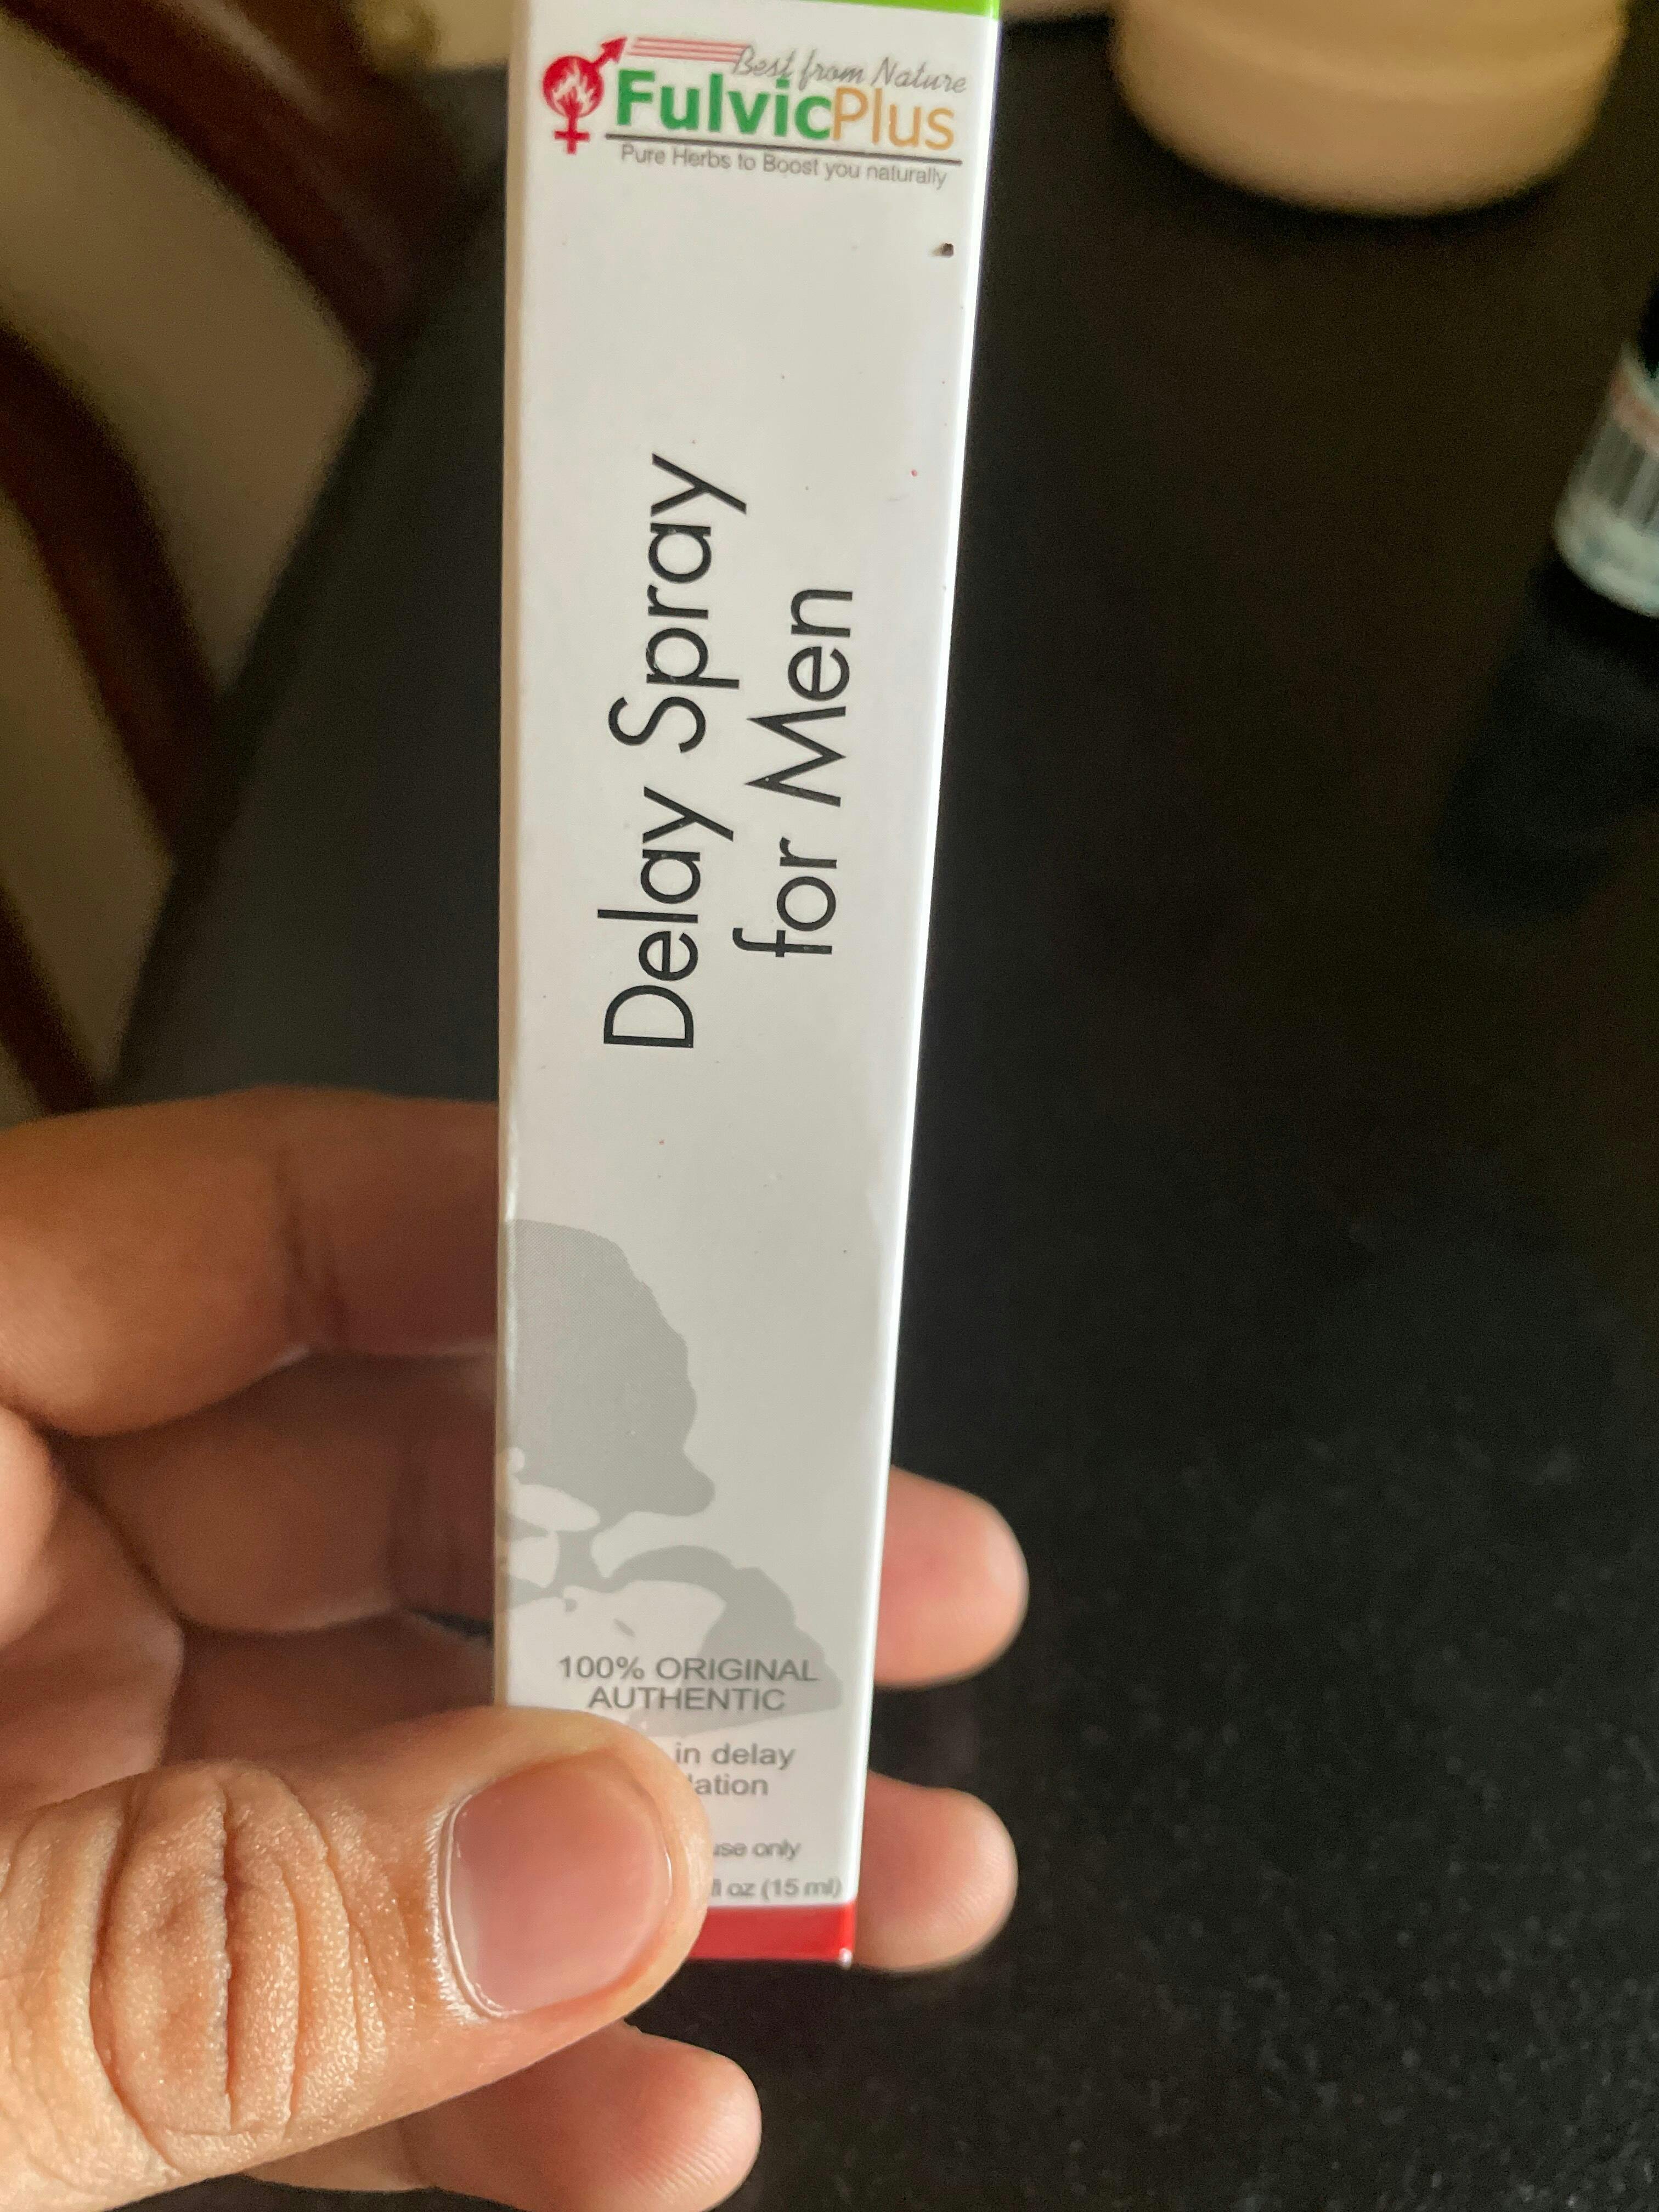 Best from Nature
FulvicPlus
Pure Herbs to Boost you naturally
Delay Spray
for Men
100% ORIGINAL
AUTHENTIC
in delay
only
fl oz (15 ml)